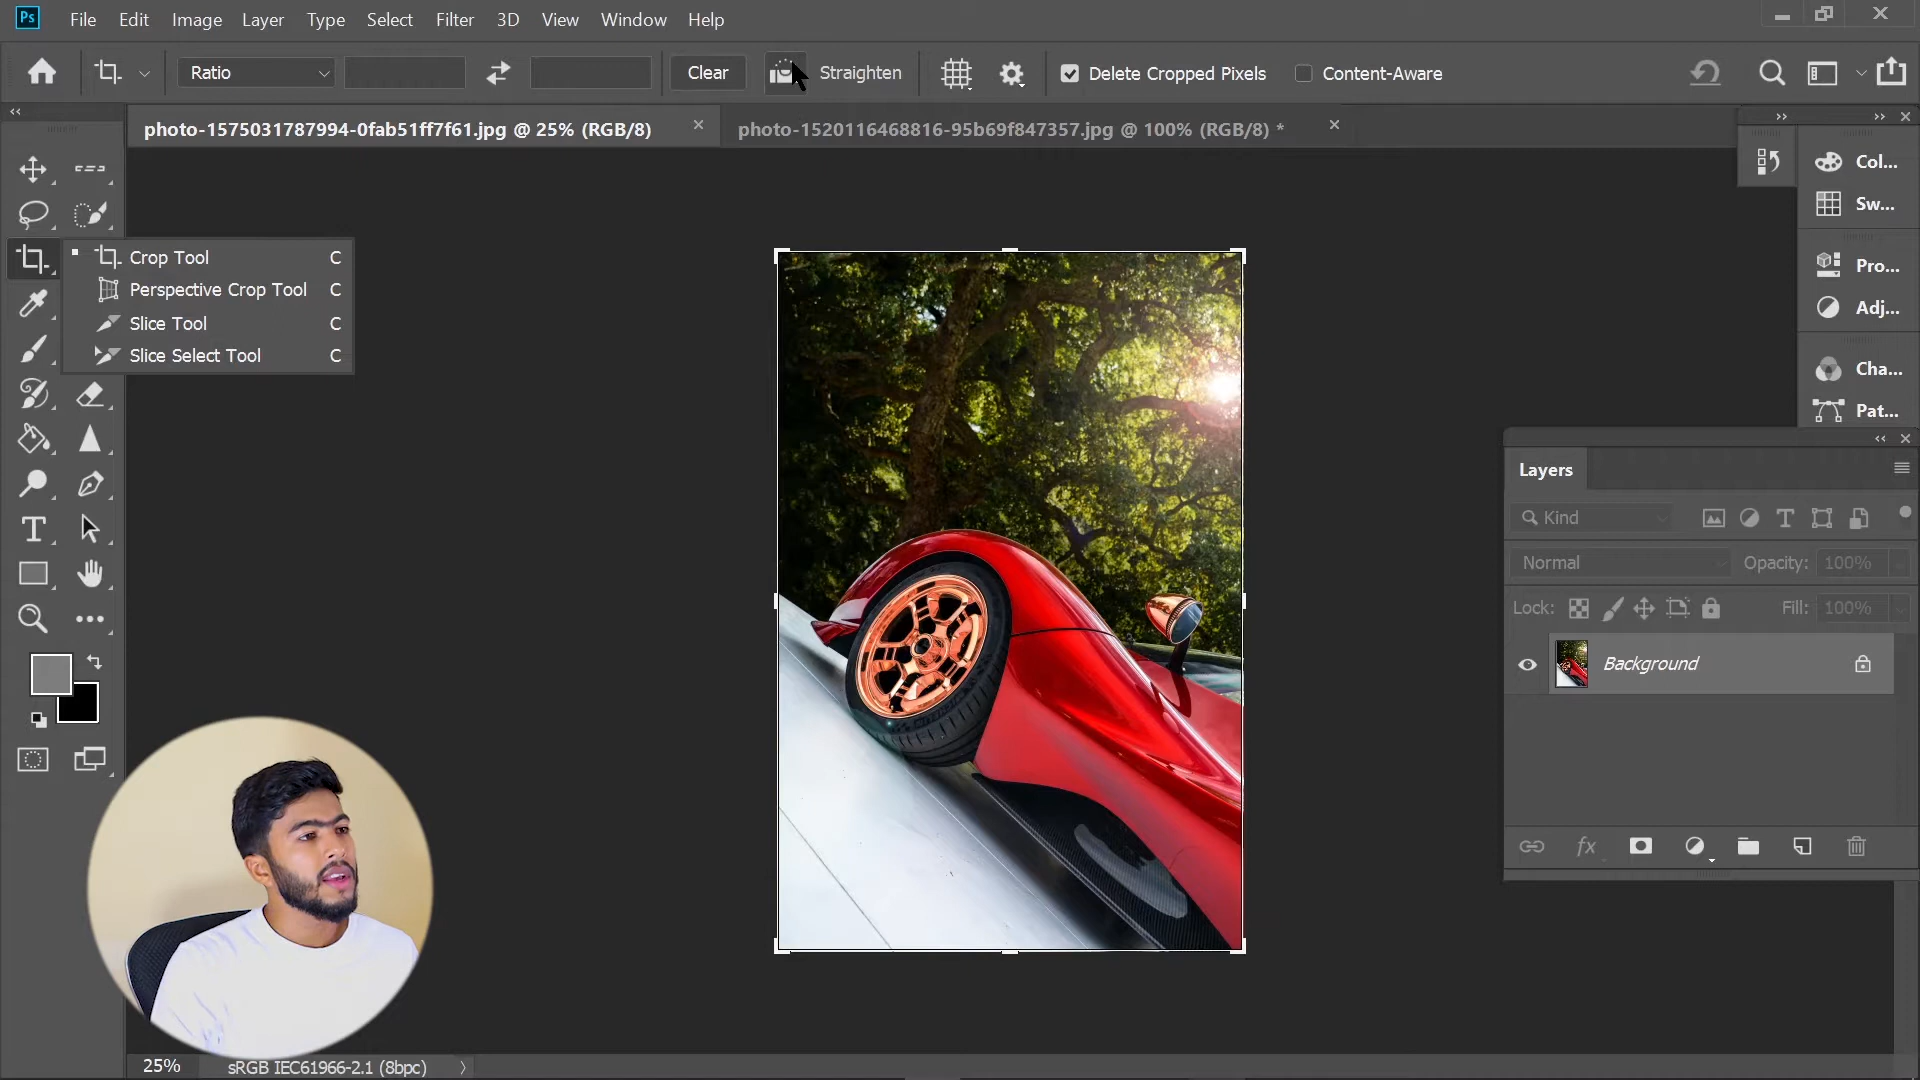 Ps File Edit Image Layer Type Select Filter 3D View Window Help
Ratio Clear Straighten Delete Cropped Pixels Content-Aware
photo-1575031787994-0fab51ff7f61.jpg @ 25% (RGB/8) photo-1520116468816-95b69f847357.jpg @ 100% (RGB/8) *
Crop Tool C
Perspective Crop Tool C
Slice Tool C
Slice Select Tool C
Col...
Sw...
Pro...
Adj...
Cha...
Pat...
Layers
Kind
Normal Opacity: 100%
Lock: Fill: 100%
Background
fx
25% sRGB IEC61966-2.1 (8bpc)